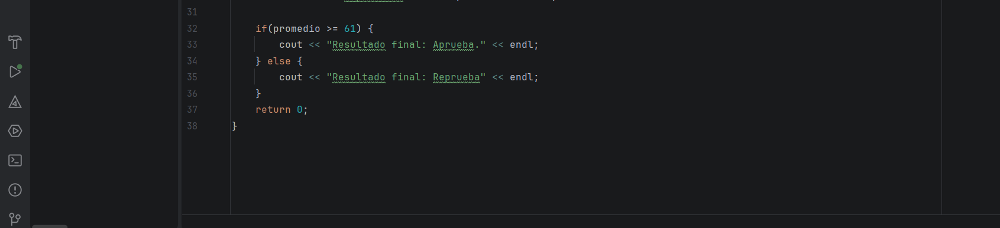 31
32 if(promedio >= 61) {
33 cout << "Resultado final: Aprueba." << endl;
34 } else {
35 cout << "Resultado final: Reprueba" << endl;
36 }
37 return 0;
38 }